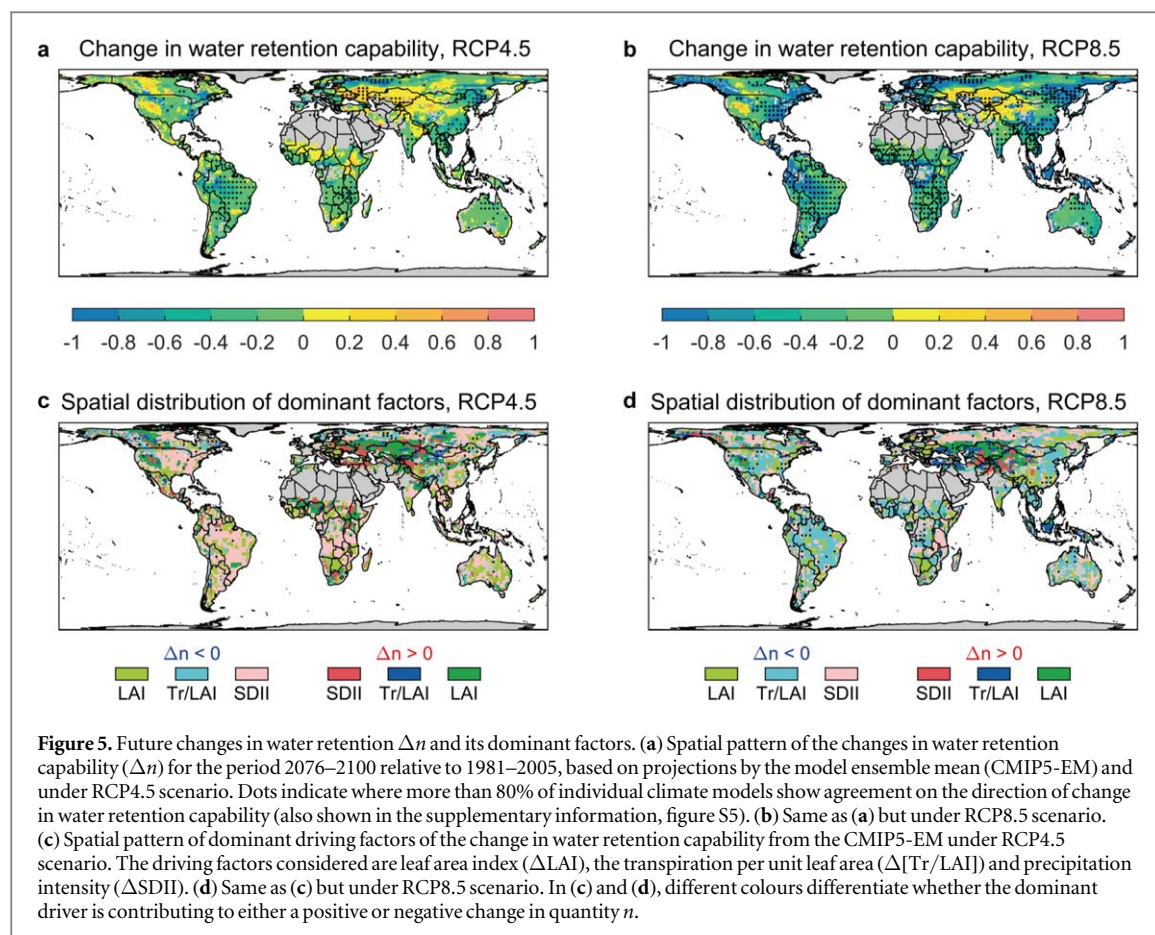 a Change in water retention capability, RCP4.5
b Change in water retention capability, RCP8.5
-1 -0.8 -0.6 -0.4 -0.2 0 0.2 0.4 0.6 0.8 1
-1 -0.8 -0.6 -0.4 -0.2 0 0.2 0.4 0.6 0.8 1
c Spatial distribution of dominant factors, RCP4.5
d Spatial distribution of dominant factors, RCP8.5
Δn < 0 Δn > 0
LAI Tr/LAI SDII SDII Tr/LAI LAI
Δn < 0 Δn > 0
LAI Tr/LAI SDII SDII Tr/LAI LAI
Figure 5. Future changes in water retention Δn and its dominant factors. (a) Spatial pattern of the changes in water retention
capability (Δn) for the period 2076–2100 relative to 1981–2005, based on projections by the model ensemble mean (CMIP5-EM) and
under RCP4.5 scenario. Dots indicate where more than 80% of individual climate models show agreement on the direction of change
in water retention capability (also shown in the supplementary information, figure S5). (b) Same as (a) but under RCP8.5 scenario.
(c) Spatial pattern of dominant driving factors of the change in water retention capability from the CMIP5-EM under RCP4.5
scenario. The driving factors considered are leaf area index (ΔLAI), the transpiration per unit leaf area (Δ[Tr/LAI]) and precipitation
intensity (ΔSDII). (d) Same as (c) but under RCP8.5 scenario. In (c) and (d), different colours differentiate whether the dominant
driver is contributing to either a positive or negative change in quantity n.